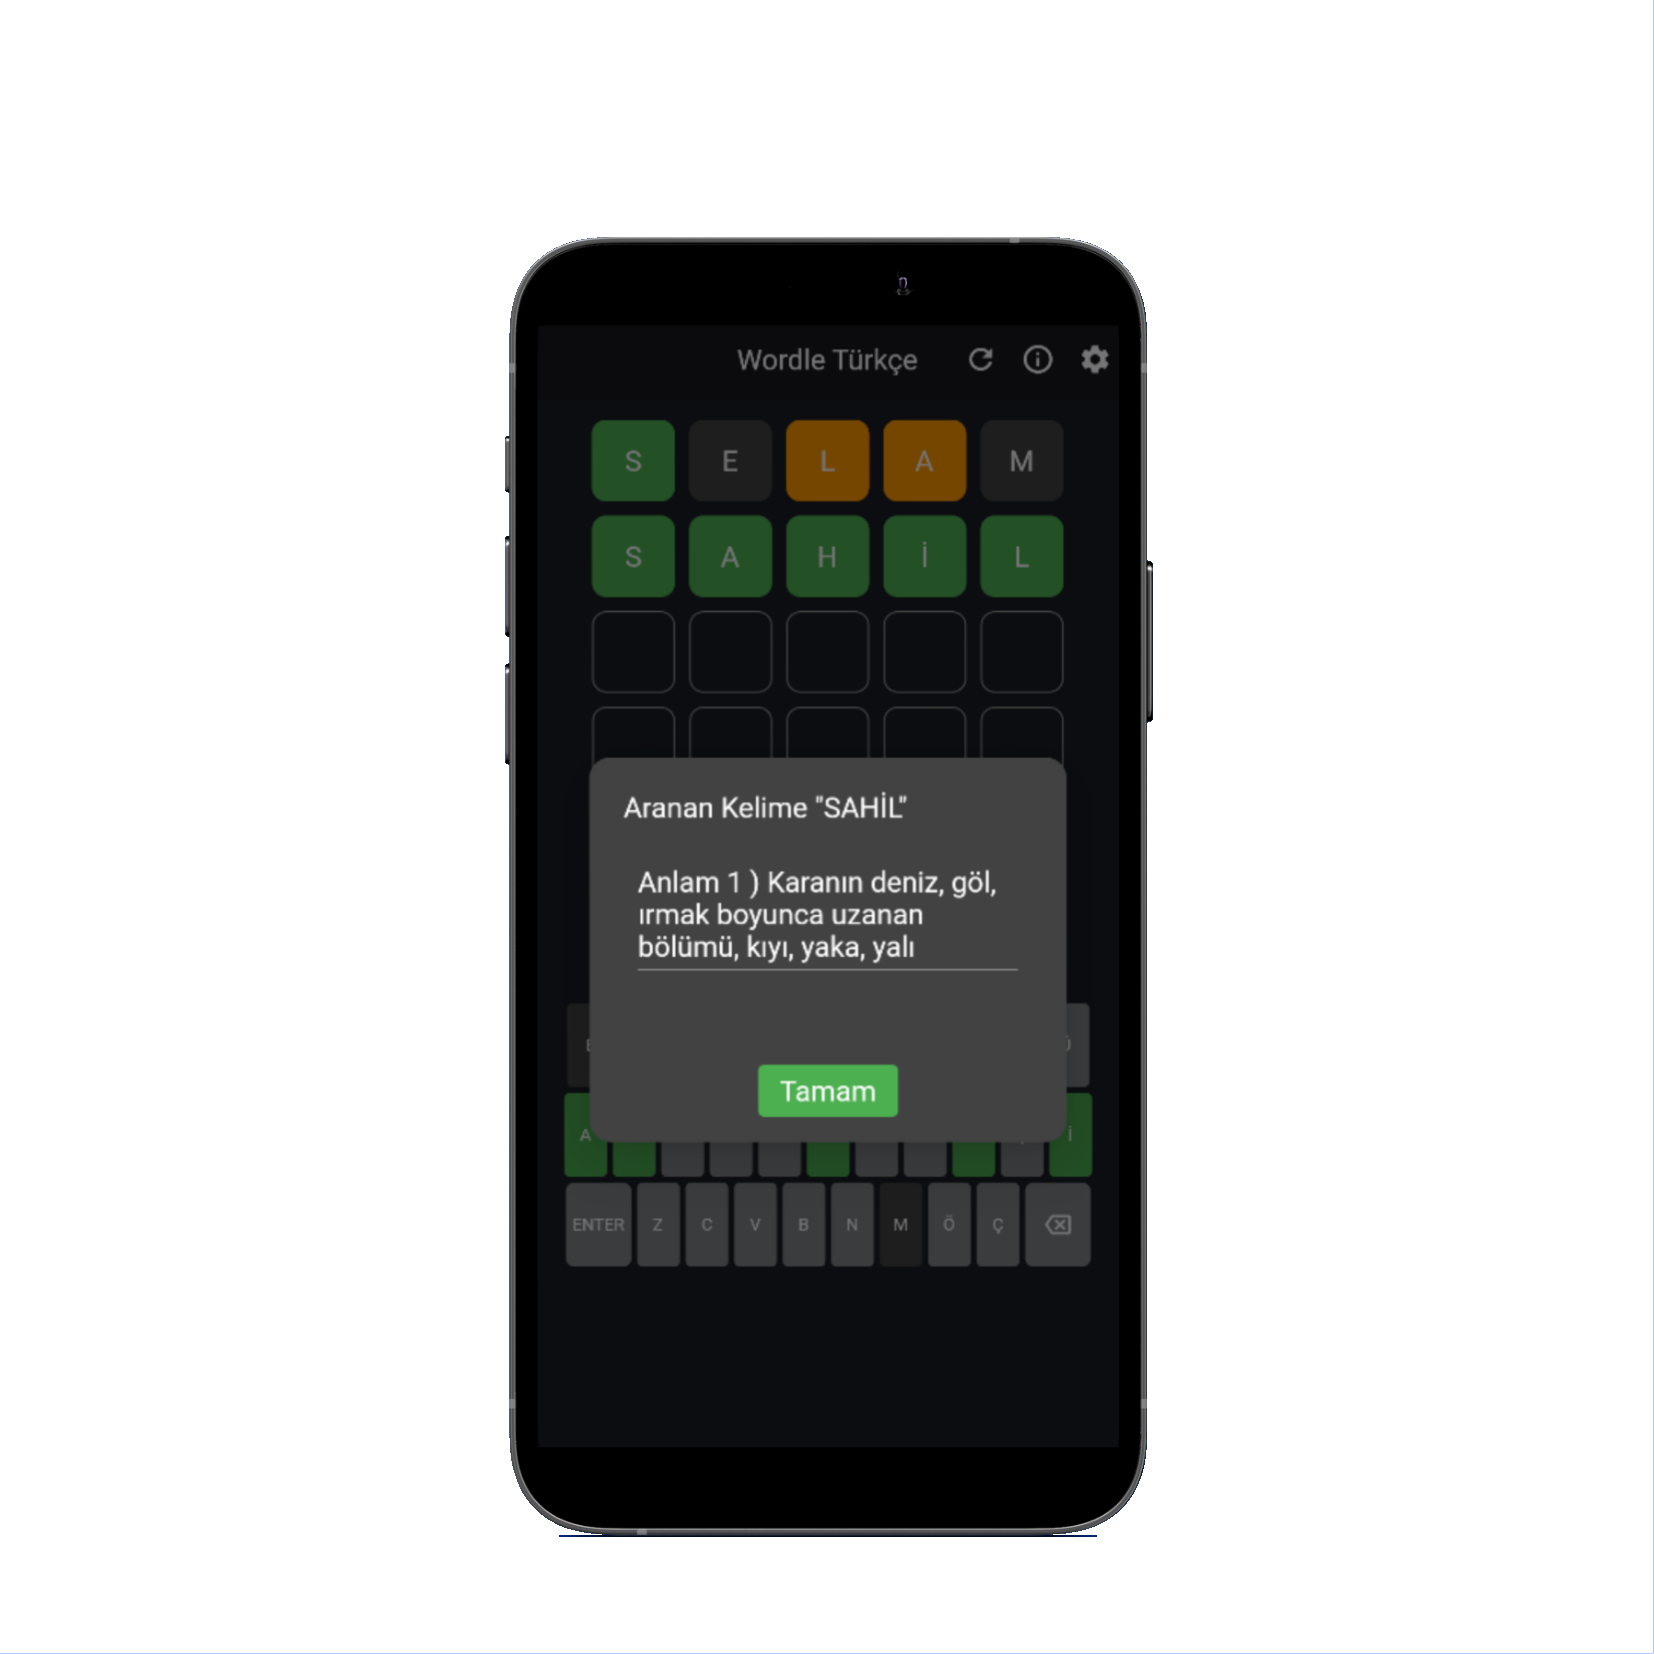 Wordle Türkçe
S E L A M
S A H İ L
Aranan Kelime "SAHİL"
Anlam 1 ) Karanın deniz, göl,
ırmak boyunca uzanan
bölümü, kıyı, yaka, yalı
Tamam
A İ
ENTER Z C V B N M Ö Ç